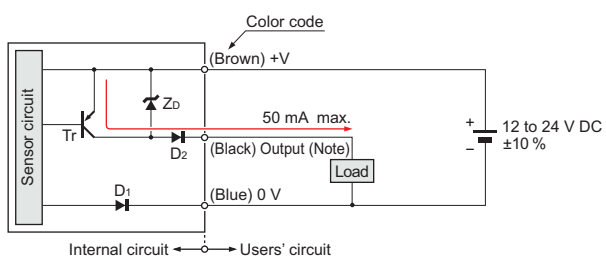 Color code
(Brown) +V
Sensor circuit
Tr
ZD
50 mA max.
D2
(Black) Output (Note)
Load
+
−
12 to 24 V DC
±10 %
D1
(Blue) 0 V
Internal circuit
Users' circuit